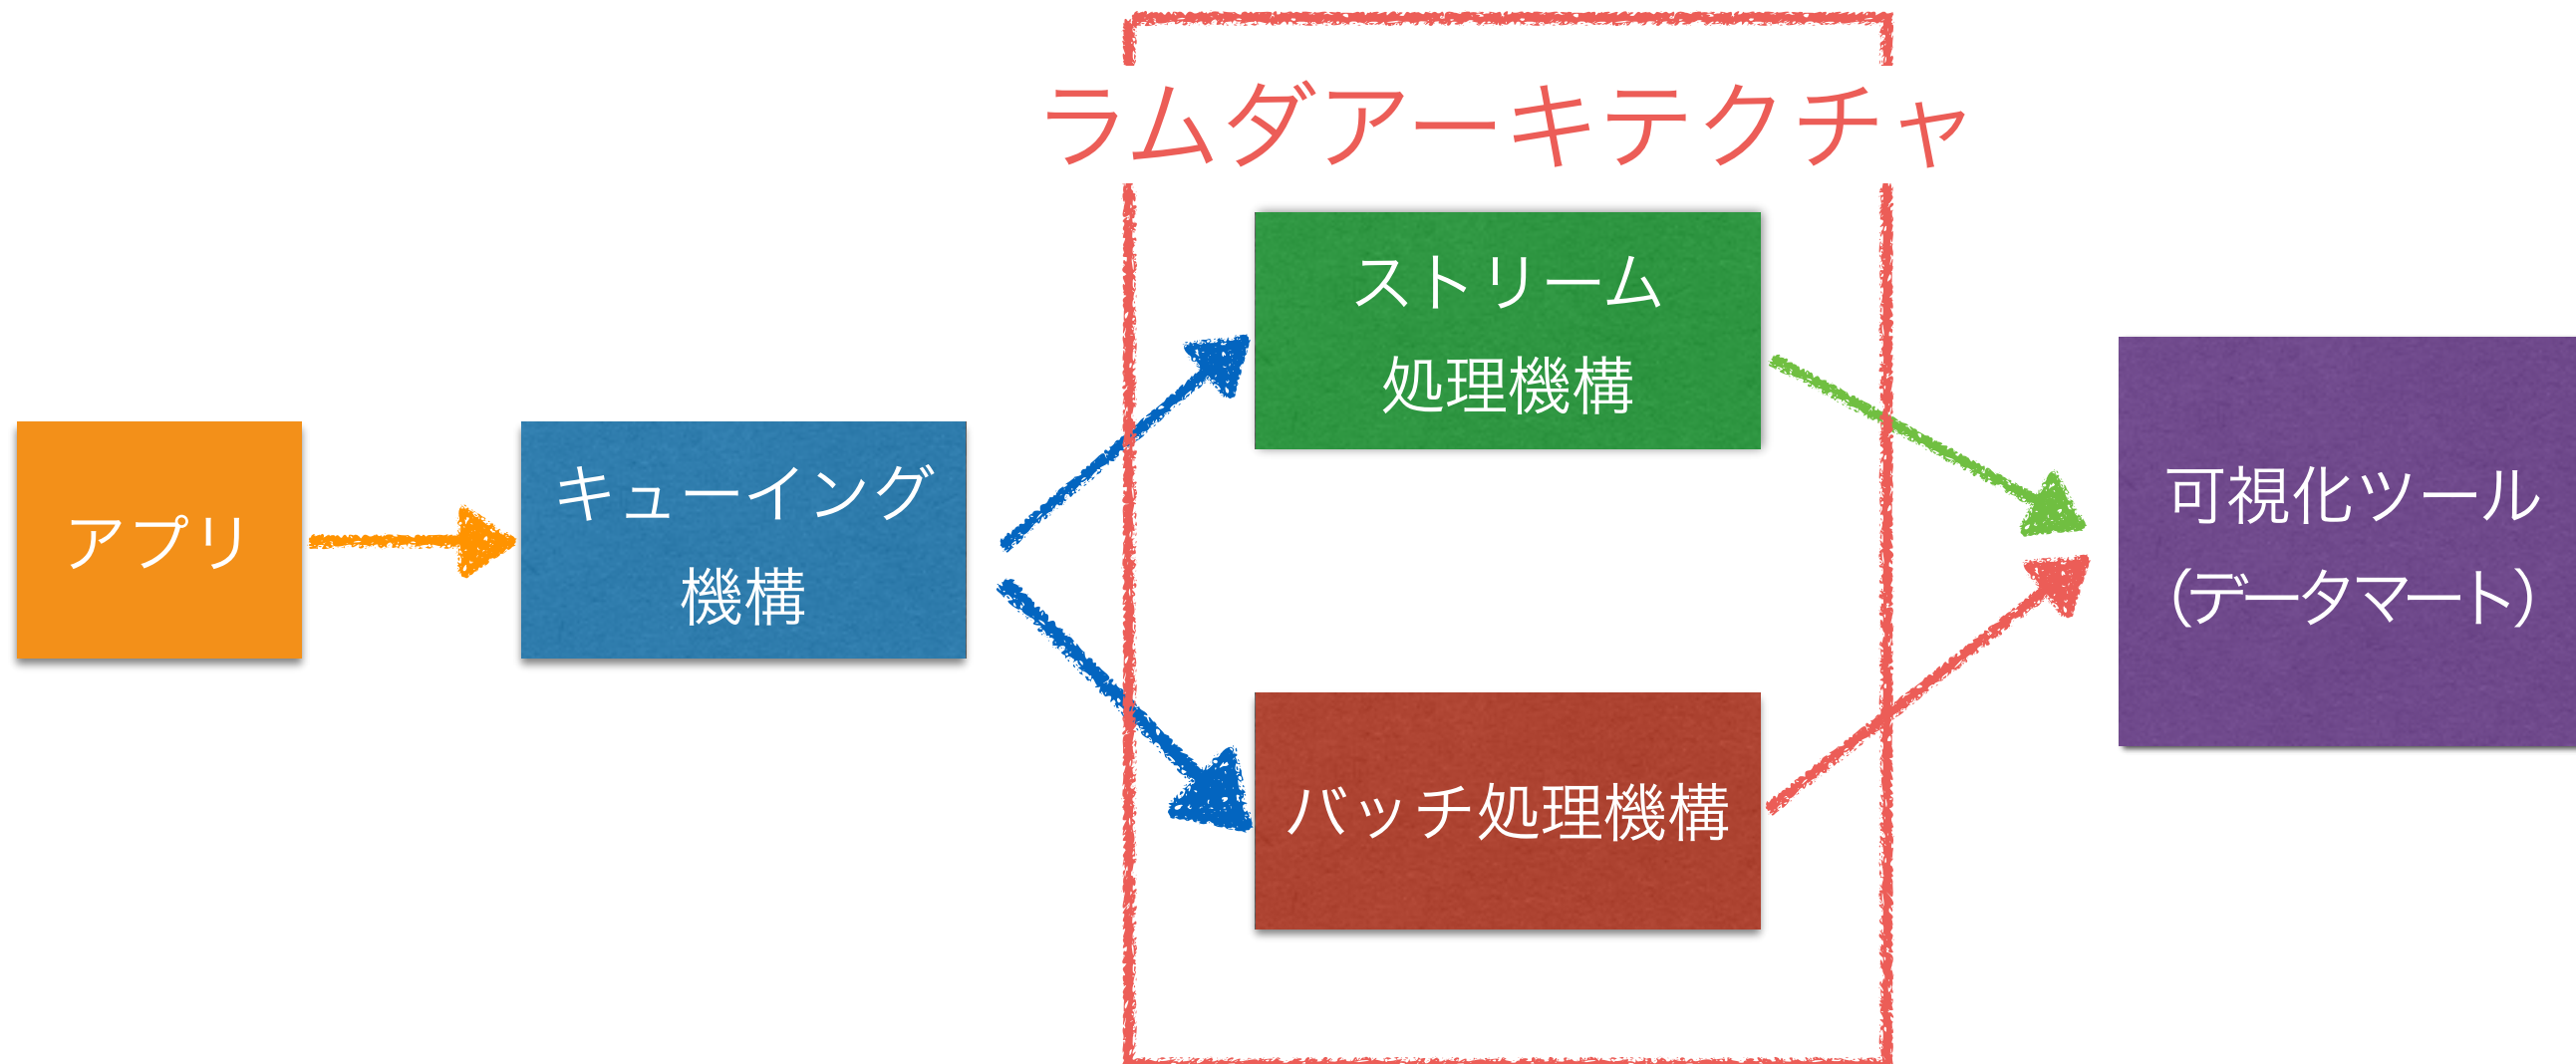 ラムダアーキテクチャ
ストリーム
処理機構
アプリ
キューイング
機構
可視化ツール
（データマート）
バッチ処理機構